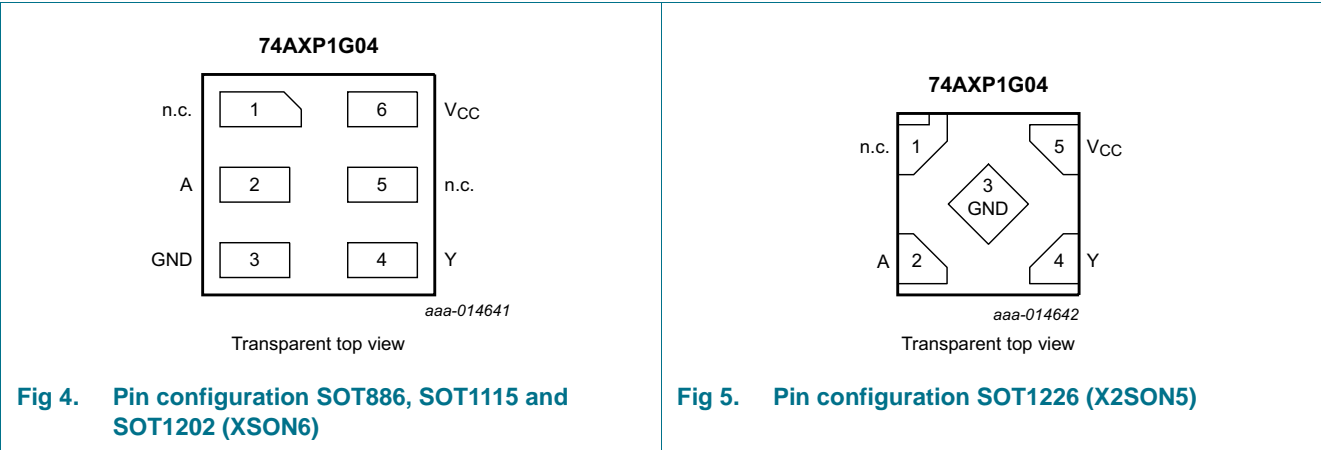 74AXP1G04
n.c. 1 6 VCC
A 2 5 n.c.
GND 3 4 Y
aaa-014641
Transparent top view
Fig 4. Pin configuration SOT886, SOT1115 and
SOT1202 (XSON6)
74AXP1G04
n.c. 1 5 VCC
3
GND
A 2 4 Y
aaa-014642
Transparent top view
Fig 5. Pin configuration SOT1226 (X2SON5)